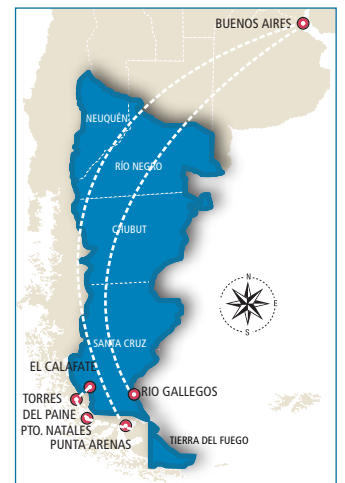 BUENOS AIRES
NEUQUÉN
RÍO NEGRO
CHUBUT
N
E
S
SANTA CRUZ
EL CALAFATE
RIO GALLEGOS
TORRES
DEL PAINE
PTO. NATALES
PUNTA ARENAS
TIERRA DEL FUEGO